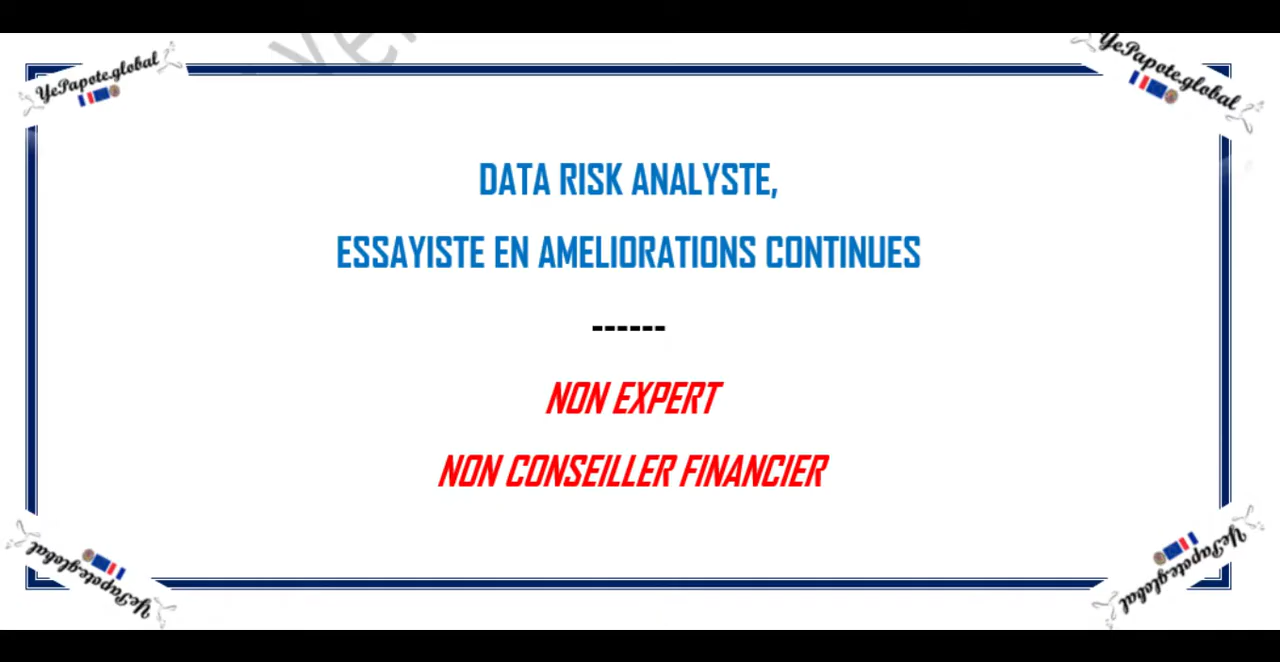 YePapote.global
YePapote.global
DATA RISK ANALYSTE,
ESSAYISTE EN AMELIORATIONS CONTINUES
------
NON EXPERT
NON CONSEILLER FINANCIER
YePapote.global
YePapote.global